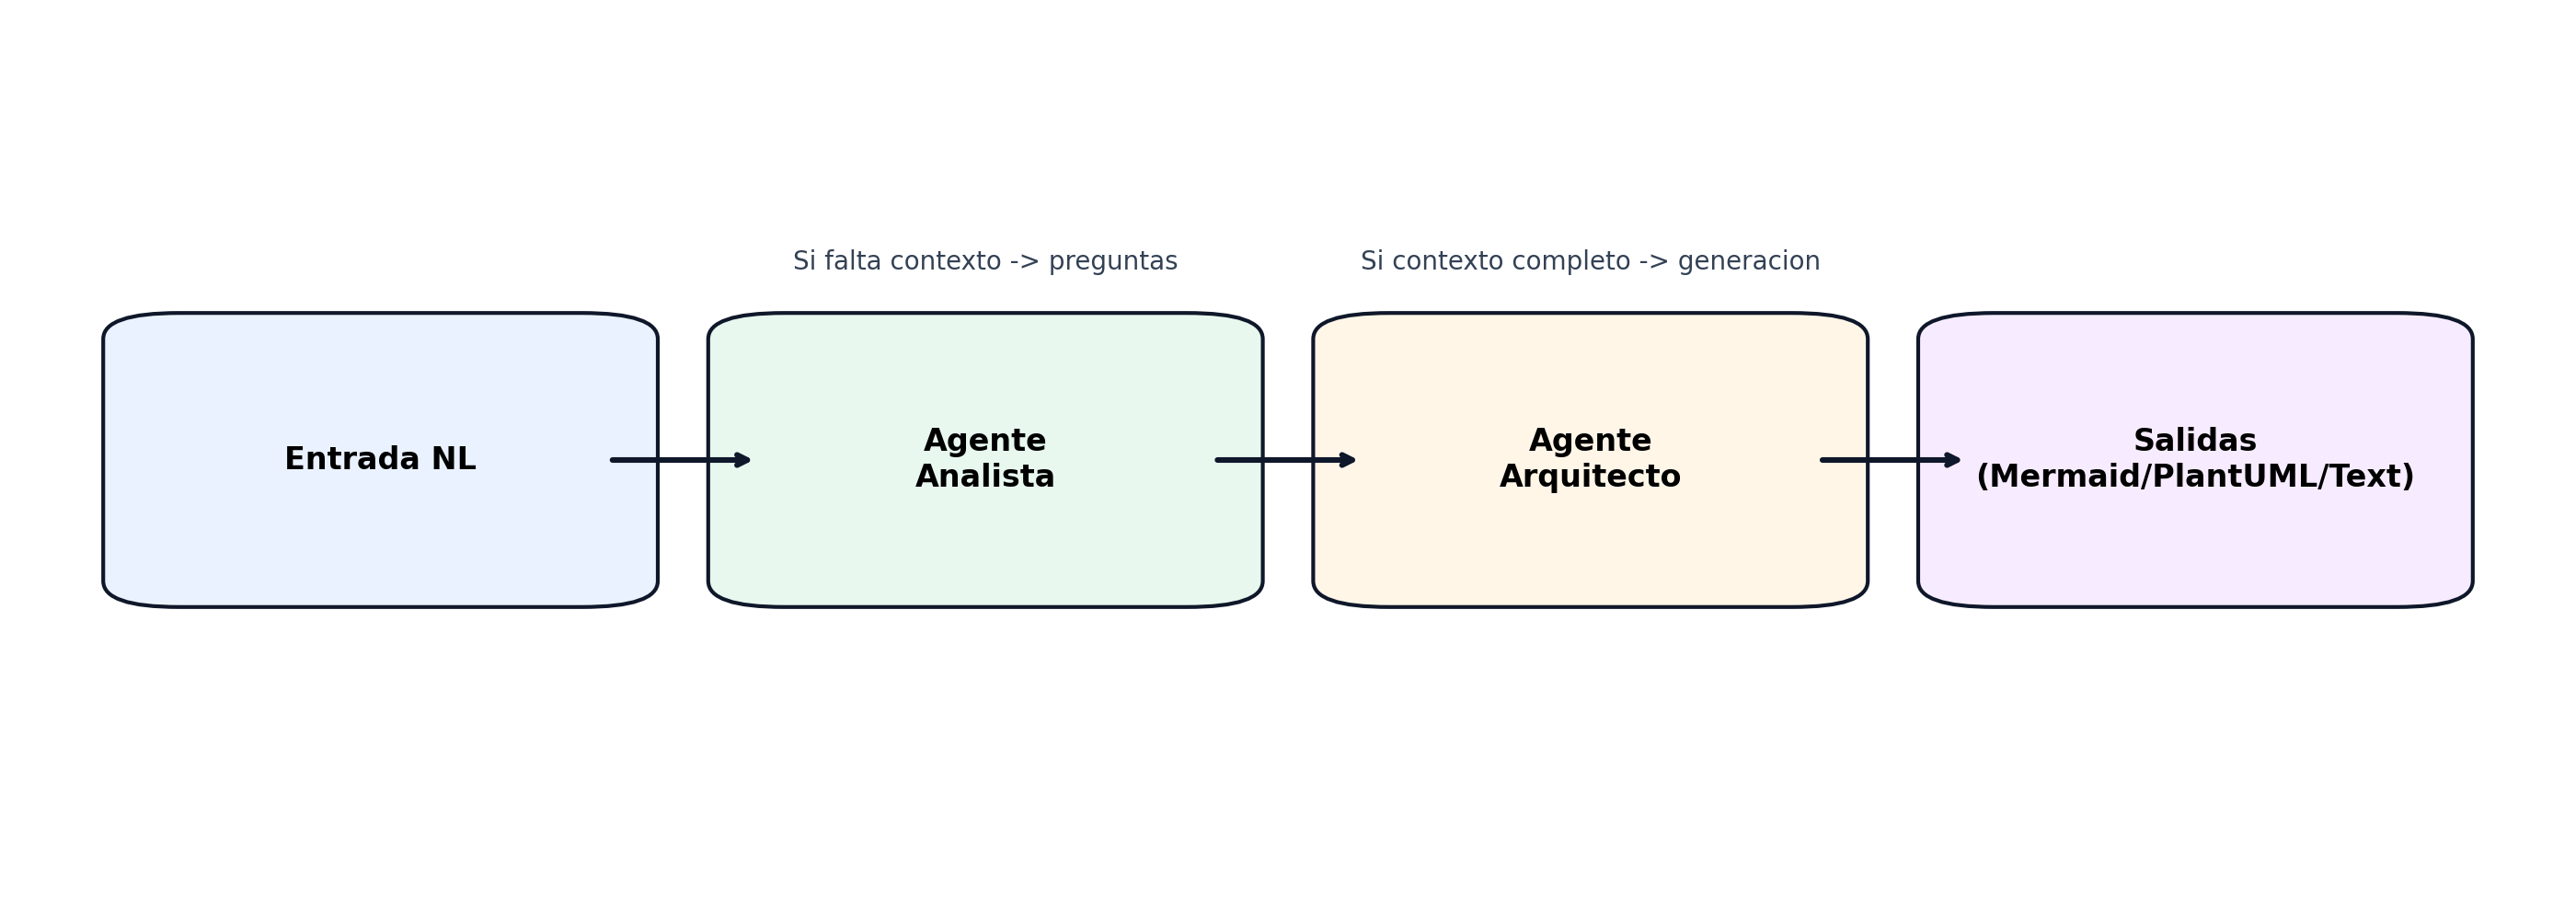 Si falta contexto -> preguntas
Si contexto completo -> generacion
Entrada NL
Agente
Analista
Agente
Arquitecto
Salidas
(Mermaid/PlantUML/Text)